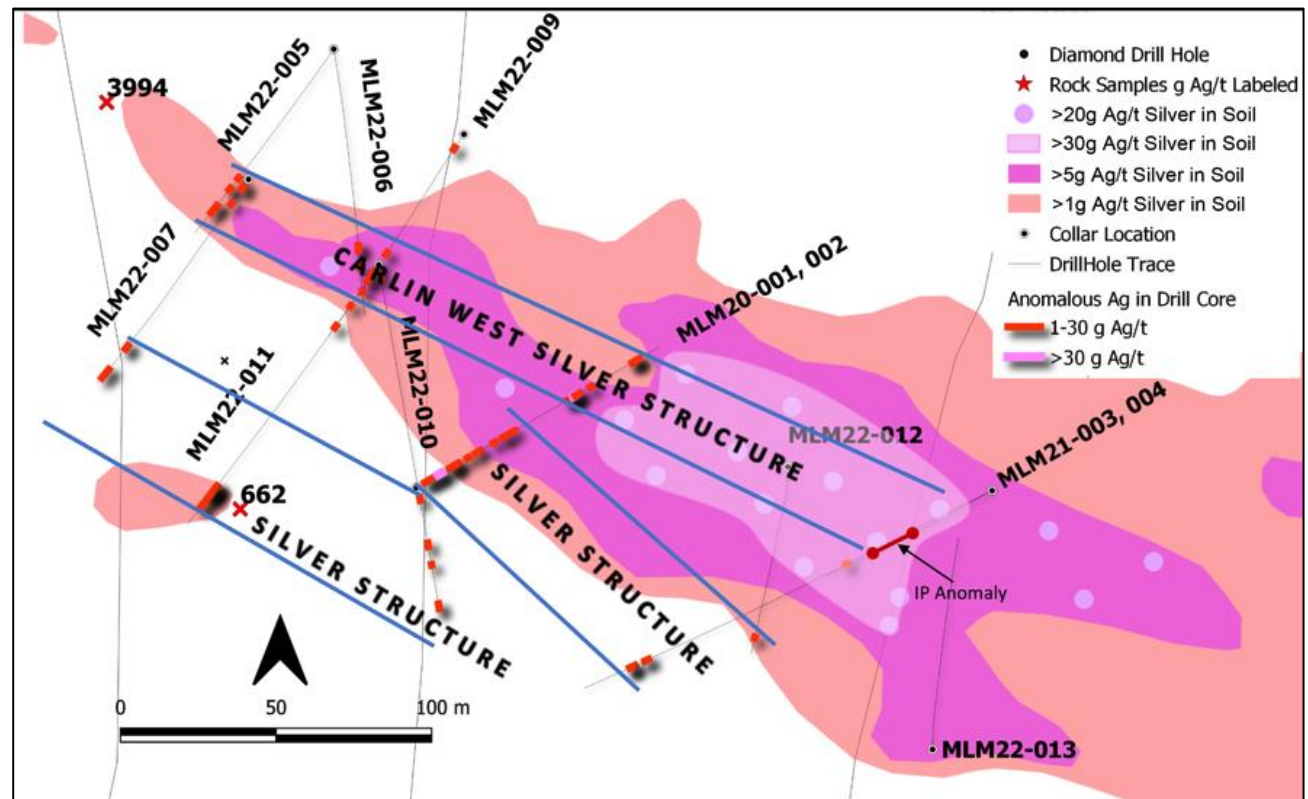 3994
MLM22-005
MLM22-006
MLM22-009
MLM22-007
MLM22-011
MLM22-010
MLM20-001, 002
MLM22-012
MLM21-003, 004
MLM22-013
662
CARLIN WEST SILVER STRUCTURE
SILVER STRUCTURE
SILVER STRUCTURE
IP Anomaly
0 50 100 m
Diamond Drill Hole
Rock Samples g Ag/t Labeled
>20g Ag/t Silver in Soil
>30g Ag/t Silver in Soil
>5g Ag/t Silver in Soil
>1g Ag/t Silver in Soil
Collar Location
DrillHole Trace
Anomalous Ag in Drill Core
1-30 g Ag/t
>30 g Ag/t